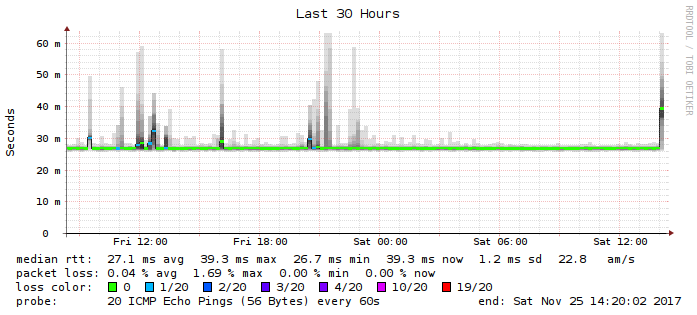 Last 30 Hours
RRDTOOL / TOBI OETIKER
Seconds
60 m
50 m
40 m
30 m
20 m
10 m
0
Fri 12:00 Fri 18:00 Sat 00:00 Sat 06:00 Sat 12:00
median rtt: 27.1 ms avg 39.3 ms max 26.7 ms min 39.3 ms now 1.2 ms sd 22.8 am/s
packet loss: 0.04 % avg 1.69 % max 0.00 % min 0.00 % now
loss color: 0 1/20 2/20 3/20 4/20 10/20 19/20
probe: 20 ICMP Echo Pings (56 Bytes) every 60s end: Sat Nov 25 14:20:02 2017